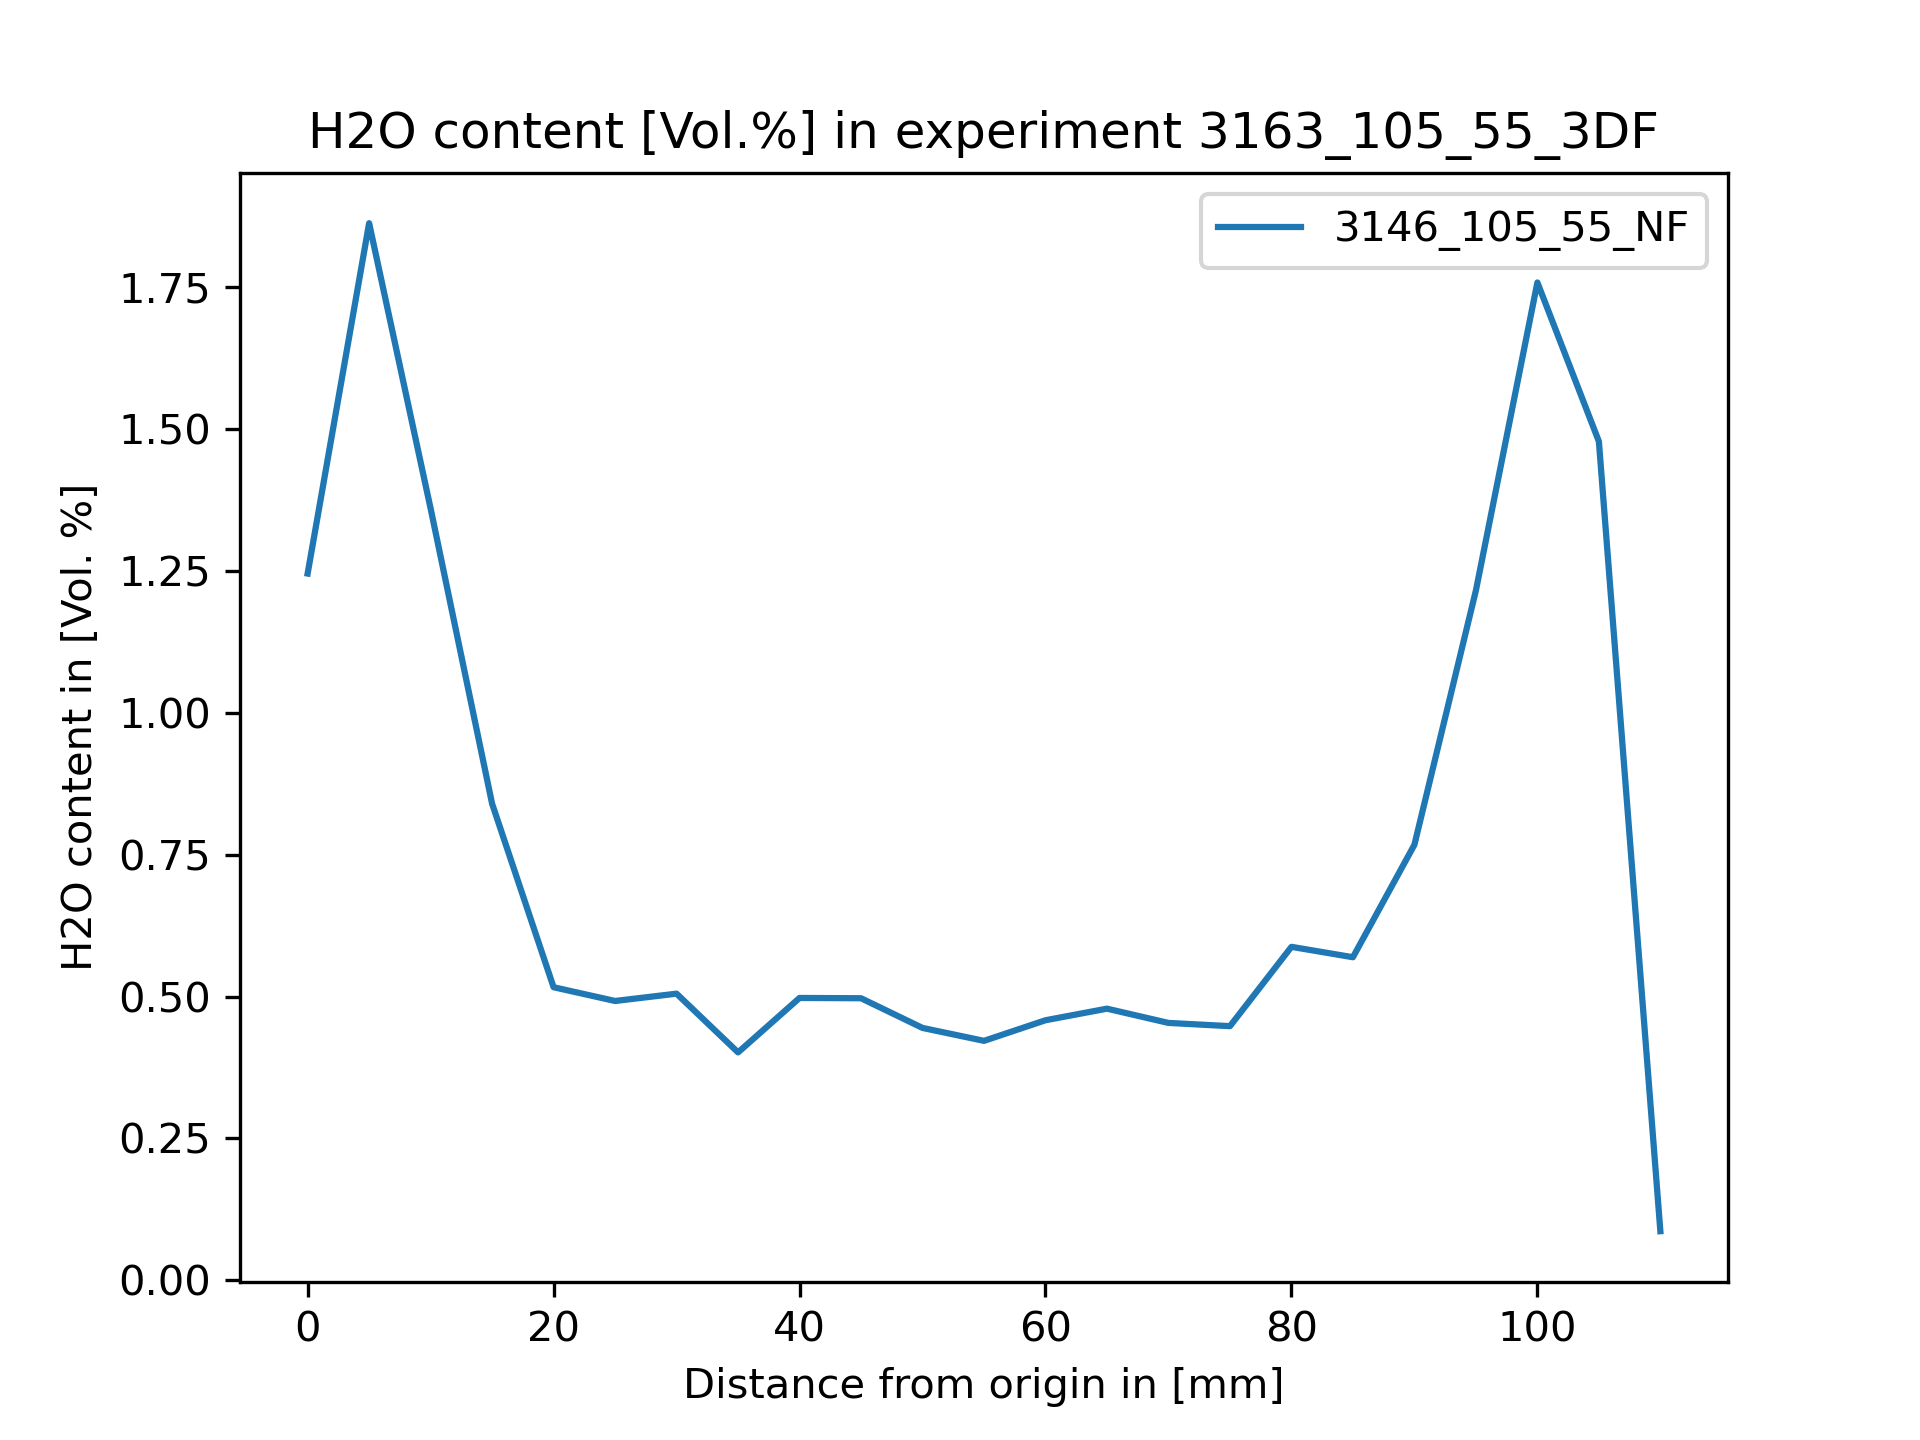 H2O content [Vol.%] in experiment 3163_105_55_3DF
3146_105_55_NF
H2O content in [Vol. %]
1.75
1.50
1.25
1.00
0.75
0.50
0.25
0.00
0 20 40 60 80 100
Distance from origin in [mm]